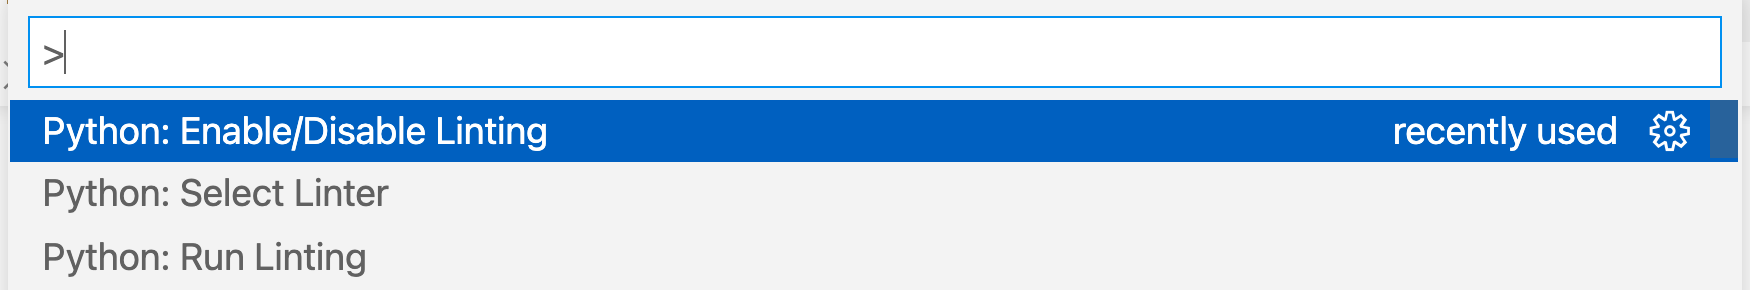 >
Python: Enable/Disable Linting recently used
Python: Select Linter
Python: Run Linting